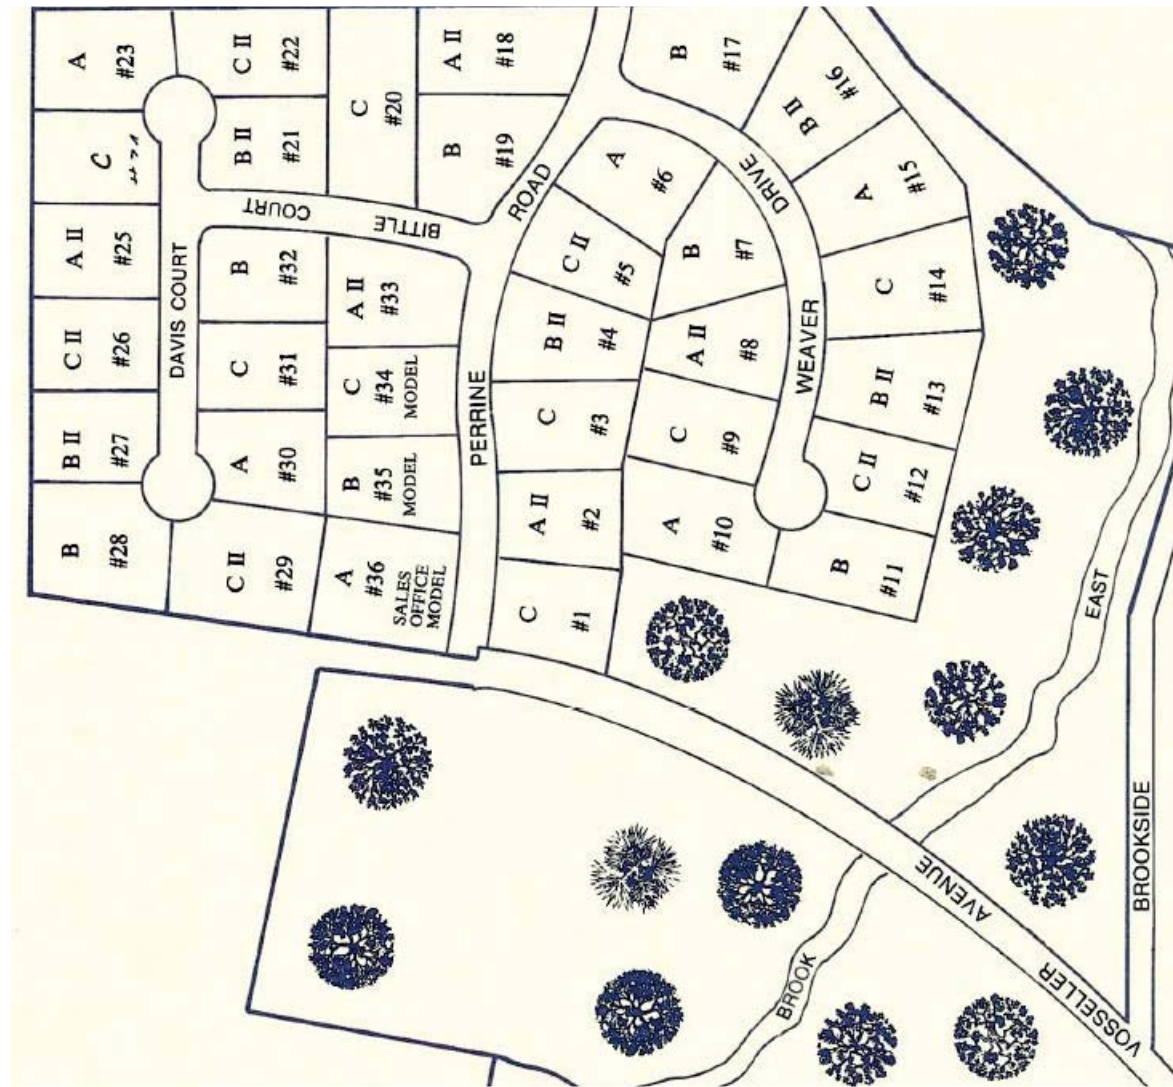 A
#23
C II
#22
C
#24
B II
#21
C
#20
A II
#18
B
#19
B
#17
B II
#16
A
#15
C
#14
B II
#13
C II
#12
B
#11
A
#10
C
#9
A II
#8
B
#7
A
#6
C II
#5
B II
#4
C
#3
A II
#2
C
#1
A II
#25
C II
#26
B II
#27
B
#28
C II
#29
A
#30
C
#31
B
#32
A II
#33
C
#34
MODEL
B
#35
MODEL
A
#36
SALES
OFFICE
MODEL
DAVIS COURT
BITTLE COURT
PERRINE ROAD
WEAVER DRIVE
VOSSELLER AVENUE
EAST BROOK
BROOKSIDE